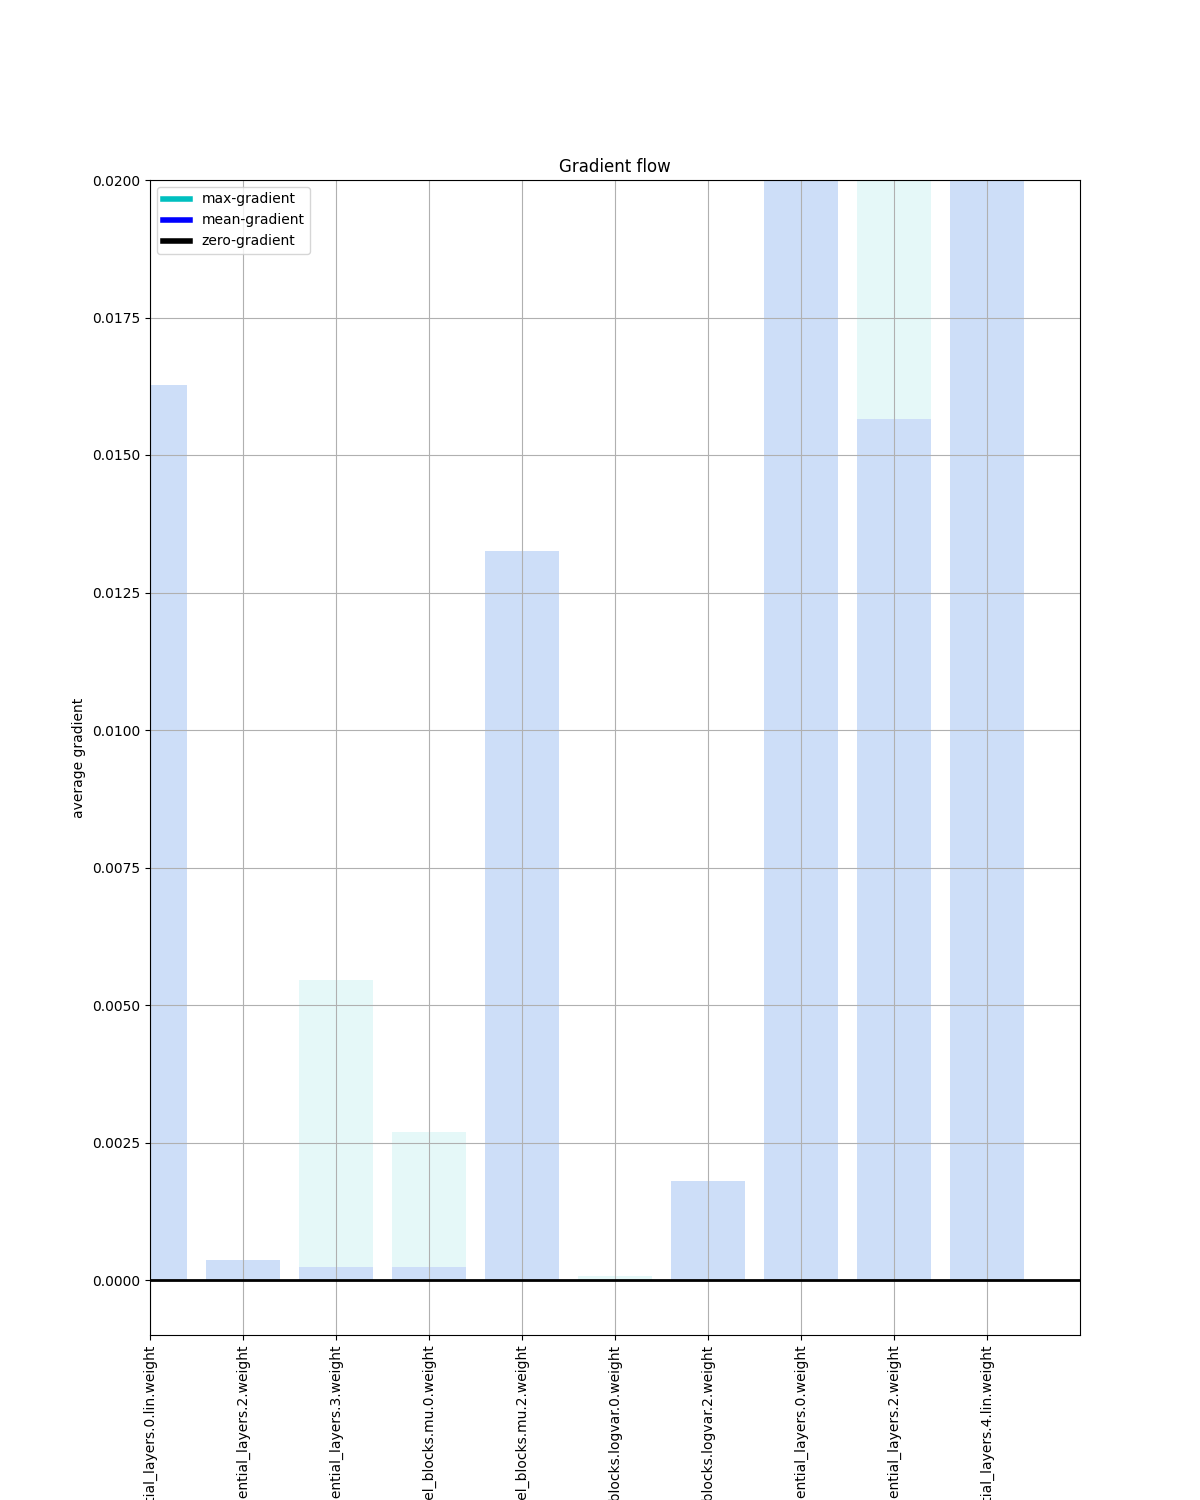 Gradient flow
max-gradient
mean-gradient
zero-gradient
0.0200
0.0175
0.0150
0.0125
0.0100
0.0075
0.0050
0.0025
0.0000
average gradient
tial_layers.0.lin.weight
ential_layers.2.weight
ential_layers.3.weight
el_blocks.mu.0.weight
el_blocks.mu.2.weight
blocks.logvar.0.weight
blocks.logvar.2.weight
ential_layers.0.weight
ential_layers.2.weight
tial_layers.4.lin.weight